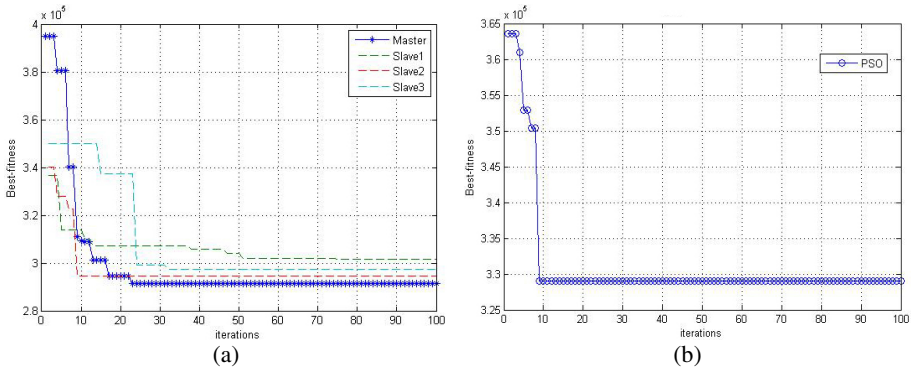 x 10^5
4
3.8
3.6
3.4
3.2
3
2.8
Best-fitness
0 10 20 30 40 50 60 70 80 90 100
iterations
Master
Slave1
Slave2
Slave3
(a)
x 10^5
3.65
3.6
3.55
3.5
3.45
3.4
3.35
3.3
3.25
Best-fitness
0 10 20 30 40 50 60 70 80 90 100
iterations
PSO
(b)